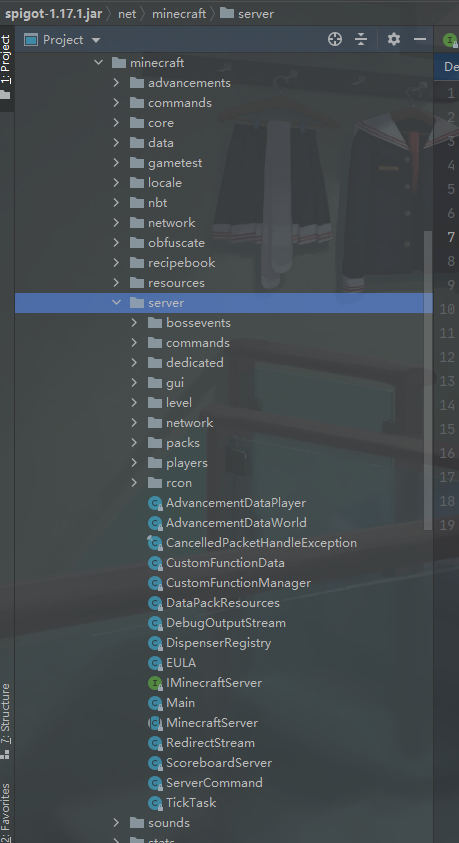 spigot-1.17.1.jar net minecraft server
1: Project
Project
minecraft
advancements
De
commands
1
core
2
data
3
gametest
4
locale
5
nbt
6
network
7
obfuscate
8
recipebook
9
resources
10
server
11
bossevents
12
commands
13
dedicated
14
gui
15
level
16
network
17
packs
18
players
19
rcon
AdvancementDataPlayer
AdvancementDataWorld
CancelledPacketHandleException
CustomFunctionData
CustomFunctionManager
DataPackResources
DebugOutputStream
DispenserRegistry
EULA
IMinecraftServer
Main
MinecraftServer
RedirectStream
ScoreboardServer
ServerCommand
TickTask
sounds
stats
7: Structure
2: Favorites